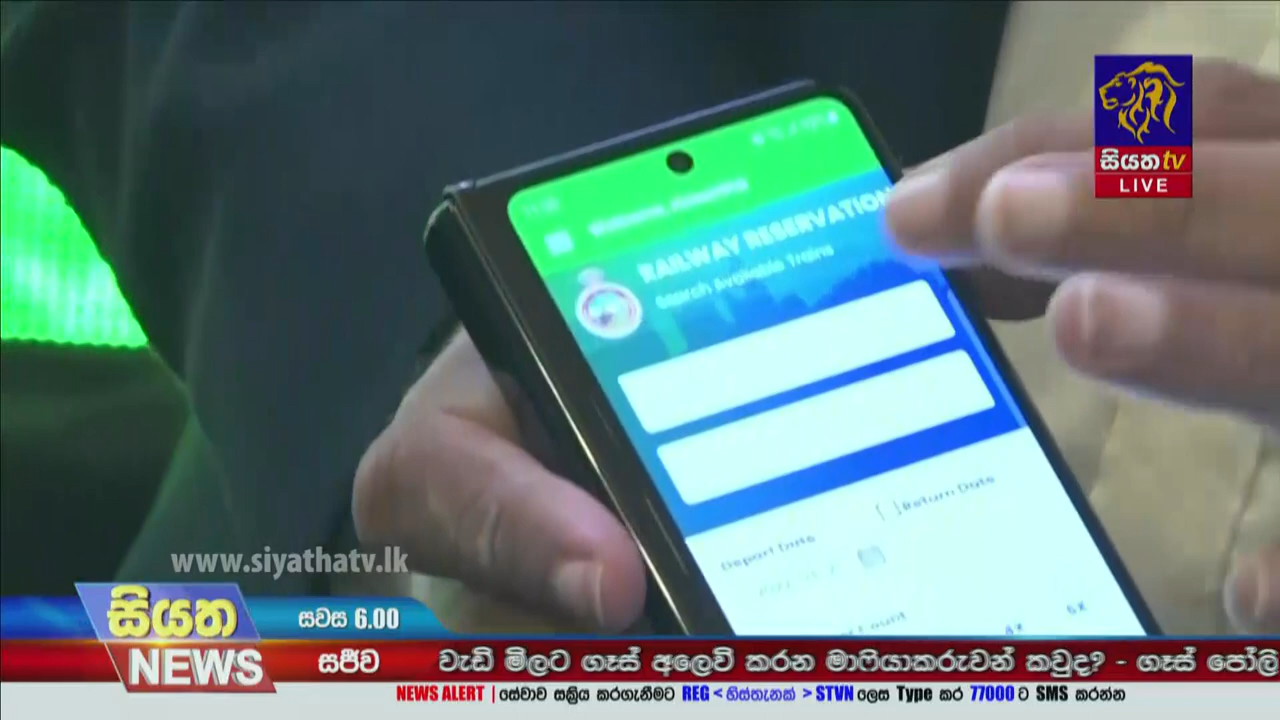 සියත tv
LIVE
RAILWAY RESERVATION
Search Available Trains
Return Date
Depart Date
www.siyathatv.lk
සියත
NEWS
සවස 6.00
සජීව
වැඩි මිලට ගෑස් අලෙවි කරන මාෆියාකරුවන් කවුද? - ගෑස් පෝලි
NEWS ALERT | සේවාව සක්‍රිය කරගැනීමට REG < හිස්තැනක් > STVN ලෙස Type කර 77000 ට SMS කරන්න